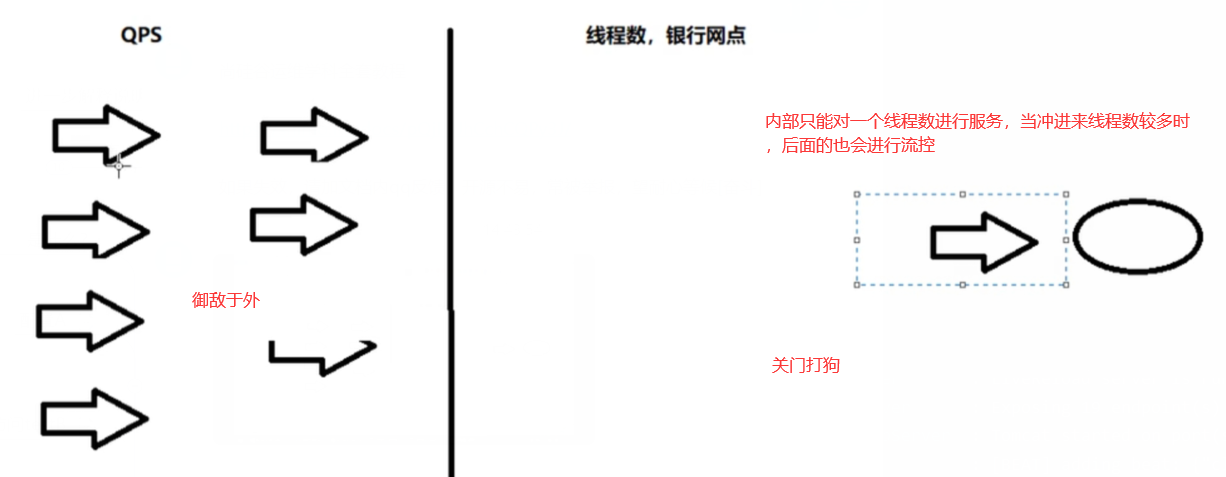 QPS
线程数，银行网点
内部只能对一个线程数进行服务，当冲进来线程数较多时
，后面的也会进行流控
御敌于外
关门打狗